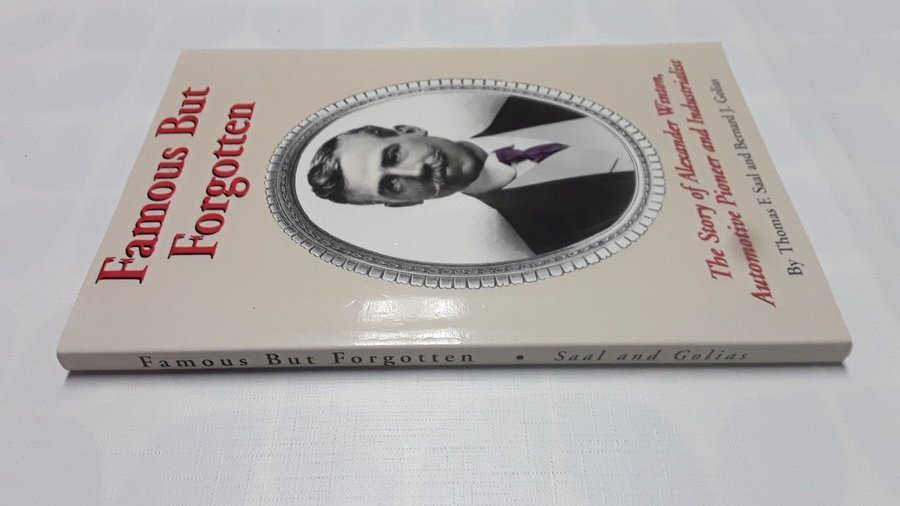 Famous But
Forgotten
The Story of Alexander Winton,
Automotive Pioneer and Industrialist
By Thomas F. Saal and Bernard J. Golias
Famous But Forgotten • Saal and Golias